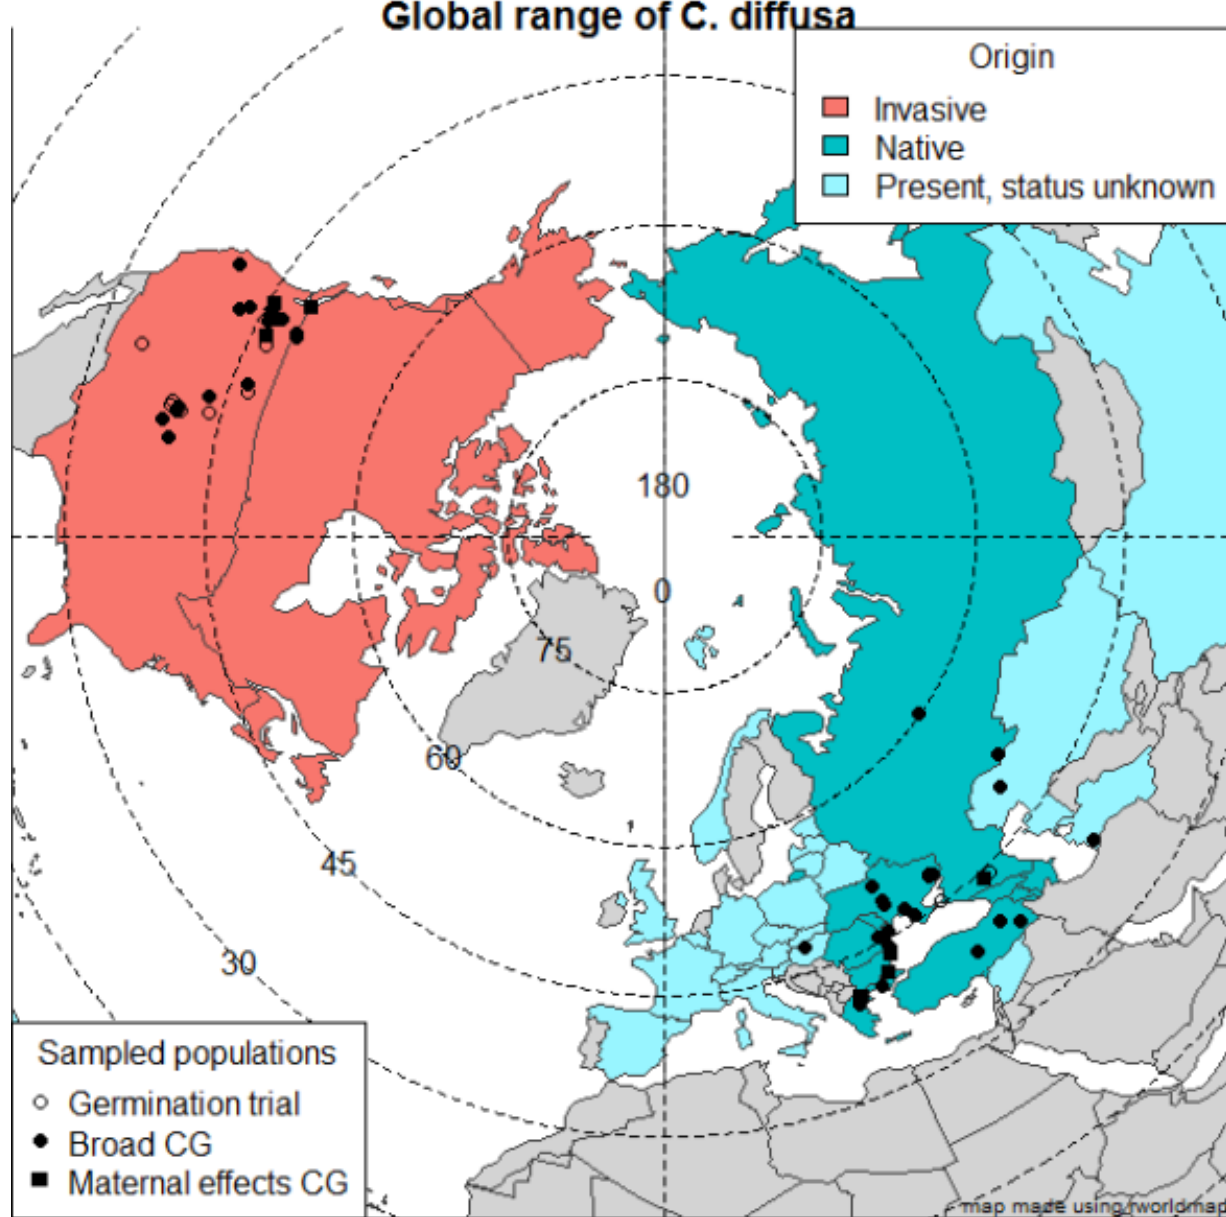 Global range of C. diffusa
Origin
Invasive
Native
Present, status unknown
180
0
75
60
45
30
Sampled populations
Germination trial
Broad CG
Maternal effects CG
map made using rworldmap